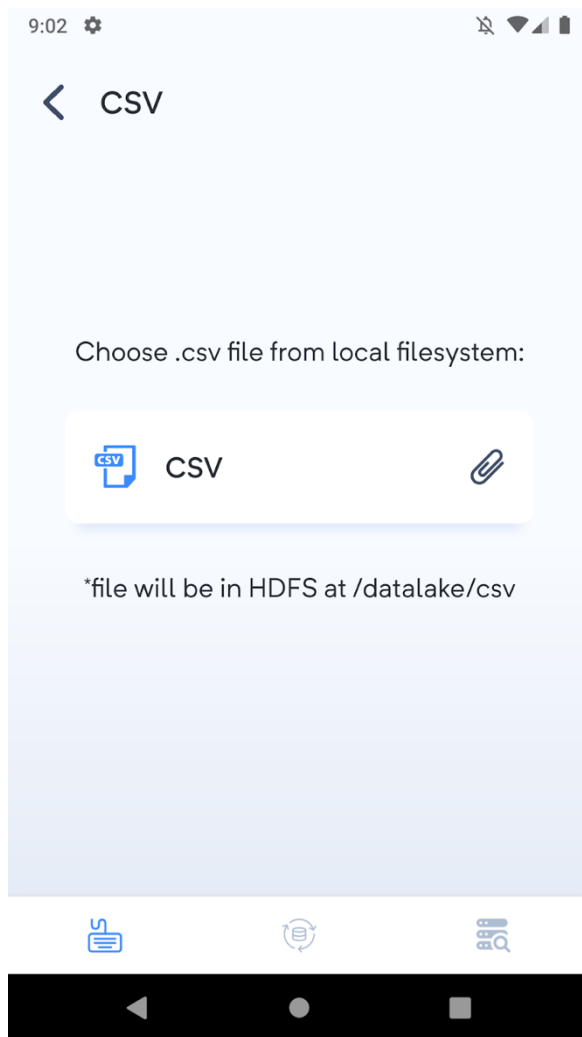 9:02
CSV
Choose .csv file from local filesystem:
CSV
CSV
*file will be in HDFS at /datalake/csv